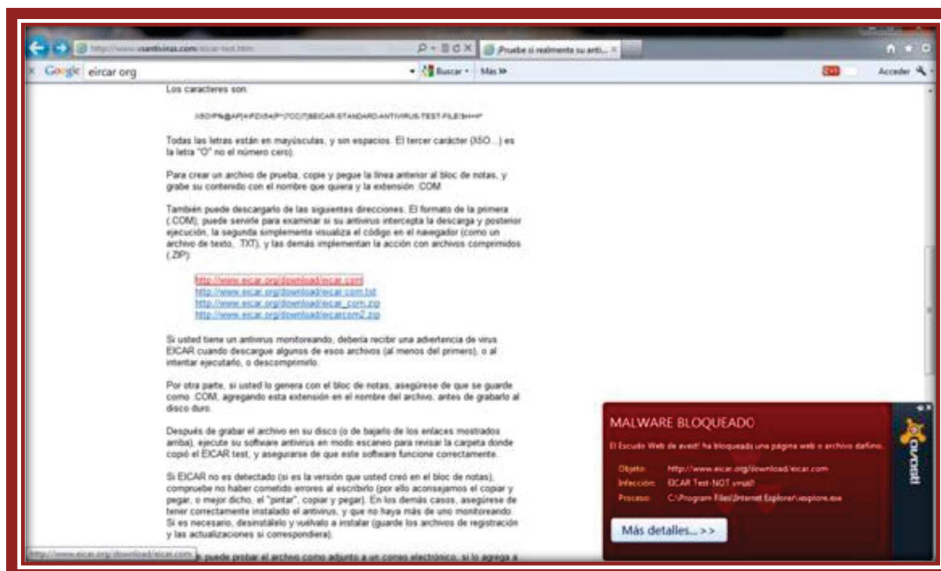 http://www.vsantivirus.com/eicar-test.htm
¡Pruebe si realmente su anti...
Google eircar org
Buscar
Más
Acceder
Los caracteres son:
Todas las letras están en mayúsculas, y sin espacios. El tercer carácter (X5O...) es
la letra "O" no el número cero).
Para crear un archivo de prueba, copie y pegue la línea anterior al bloc de notas, y
grabe su contenido con el nombre que quiera y la extensión .COM
También puede descargarlo de las siguientes direcciones. El formato de la primera
(.COM), puede servirle para examinar si su antivirus intercepta la descarga y posterior
ejecución, la segunda simplemente visualiza el código en el navegador (como un
archivo de texto, .TXT), y las demás implementan la acción con archivos comprimidos
(.ZIP):
http://www.eicar.org/download/eicar.com
http://www.eicar.org/download/eicar.com.txt
http://www.eicar.org/download/eicar_com.zip
http://www.eicar.org/download/eicarcom2.zip
Si usted tiene un antivirus monitoreando, debería recibir una advertencia de virus
EICAR cuando descargue algunos de esos archivos (al menos del primero), o al
intentar ejecutarlo, o descomprimirlo.
Por otra parte, si usted lo genera con el bloc de notas, asegúrese de que se guarde
como .COM, agregando esta extensión en el nombre del archivo, antes de grabarlo al
disco duro.
Después de grabar el archivo en su disco (o de bajarlo de los enlaces mostrados
arriba), ejecute su software antivirus en modo escaneo para revisar la carpeta donde
copió el EICAR test, y asegurarse de que este software funcione correctamente.
Si EICAR no es detectado (si es la versión que usted creó en el bloc de notas),
compruebe no haber cometido errores al escribirlo (por ello aconsejamos el copiar y
pegar, o mejor dicho, el "pintar", copiar y pegar). En los demás casos, asegúrese de
tener correctamente instalado el antivirus, y que no haya más de uno monitoreando.
Si es necesario, desinstálelo y vuélvalo a instalar (guarde los archivos de registración
y las actualizaciones si correspondiera).
puede probar el archivo como adjunto a un correo electrónico, si lo agrega a
http://www.eicar.org/download/eicar.com
MALWARE BLOQUEADO
El Escudo Web de avast! ha bloqueado una página web o archivo dañino.
Objeto: http://www.eicar.org/download/eicar.com
Infección: EICAR Test-NOT virus!!
Proceso: C:\Program Files\Internet Explorer\iexplore.exe
Más detalles... >>
avast!